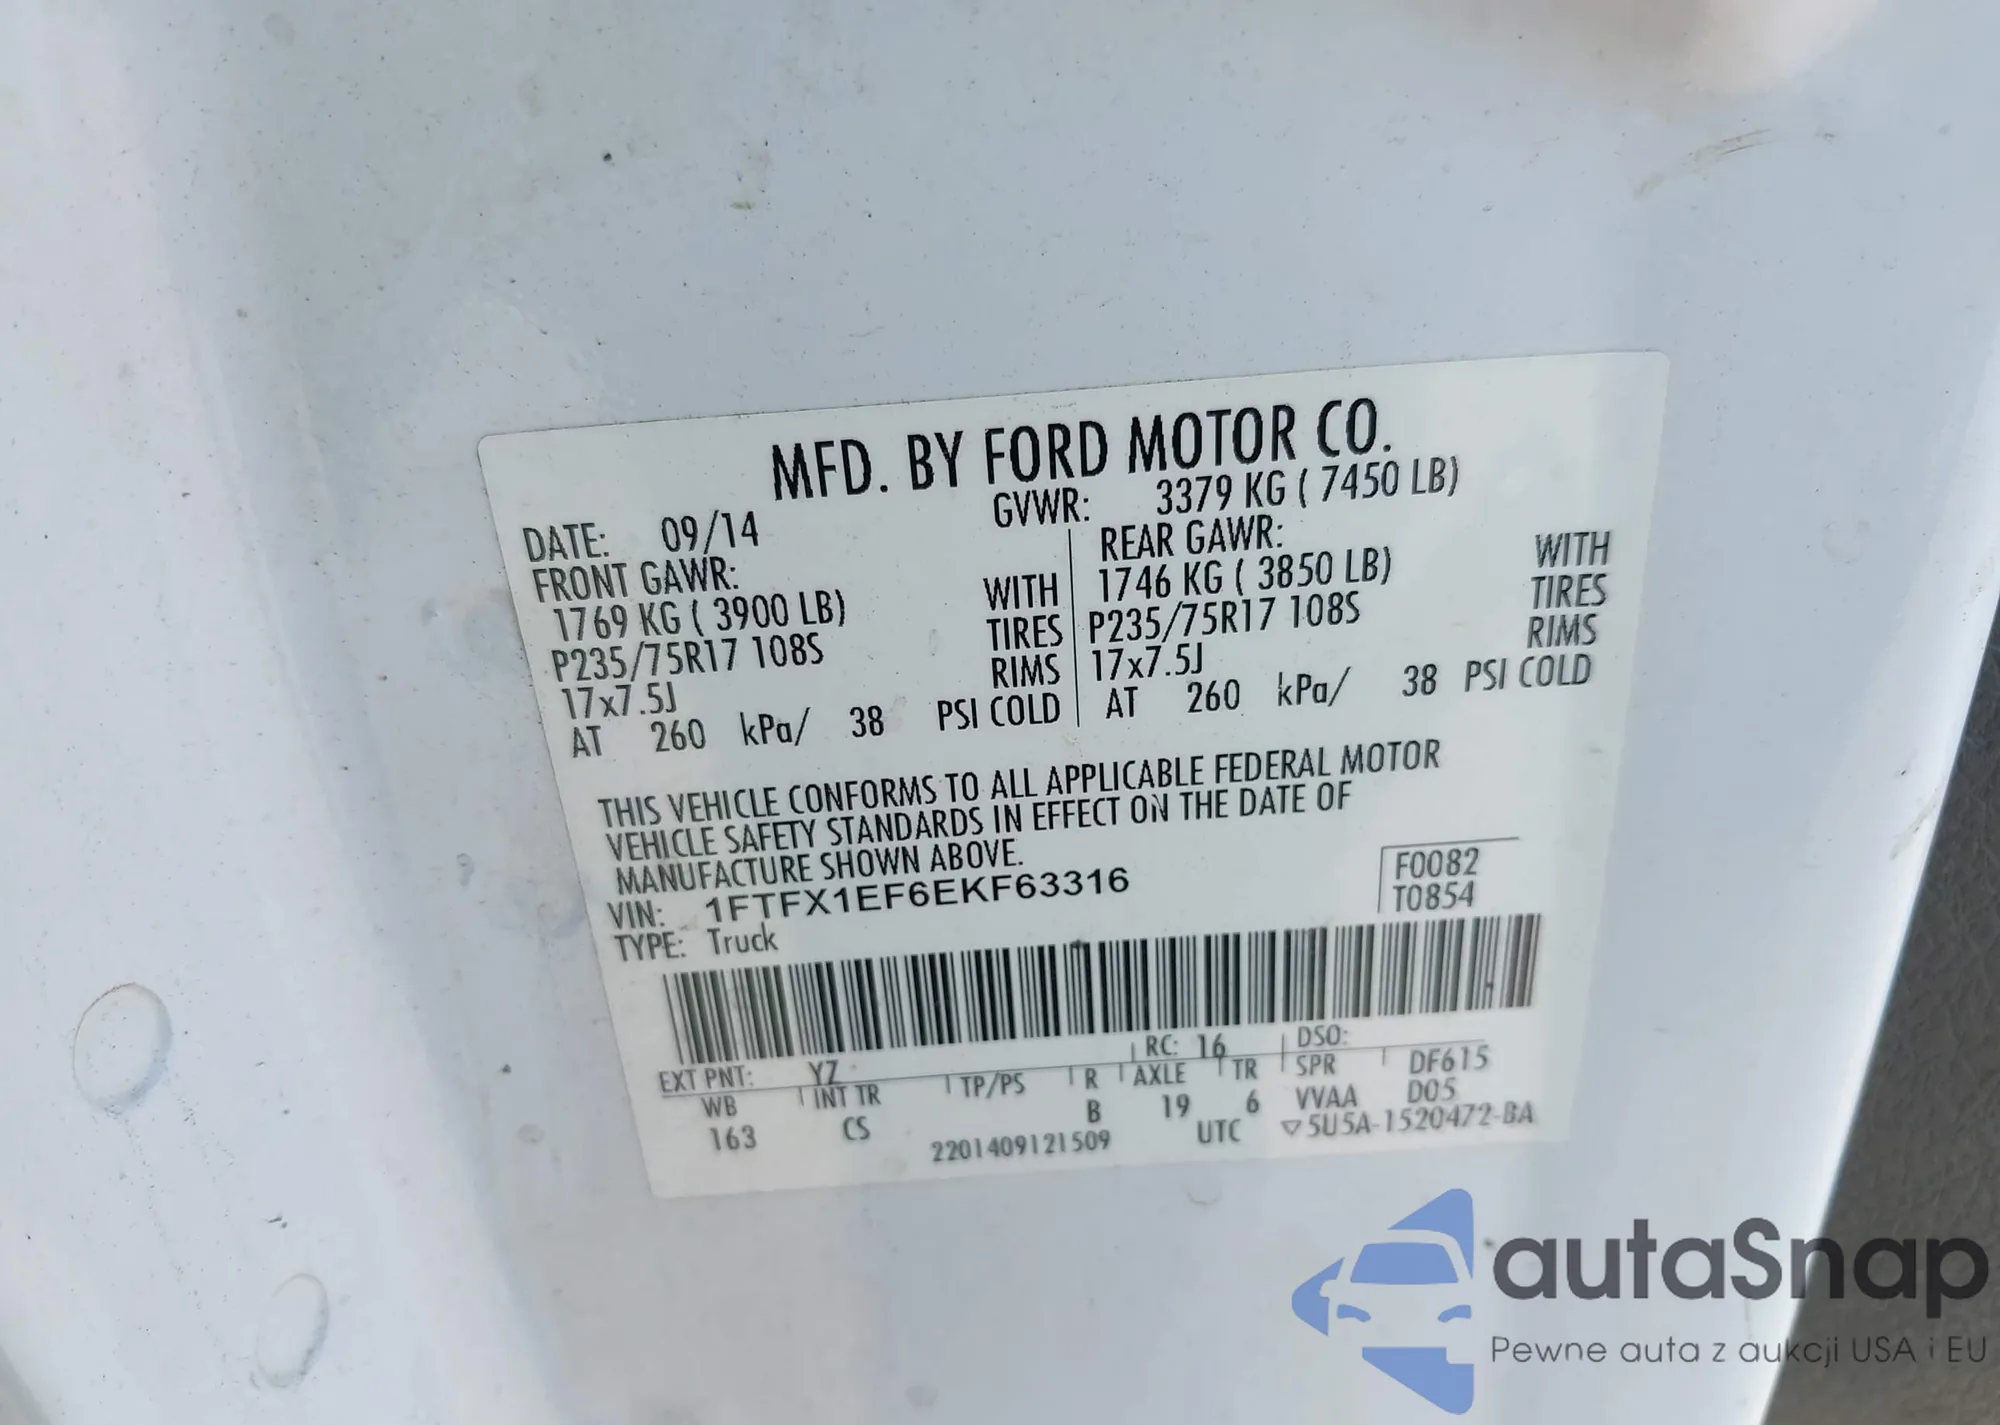 MFD. BY FORD MOTOR CO.
DATE: 09/14 GVWR: 3379 KG ( 7450 LB)
FRONT GAWR: REAR GAWR:
1769 KG ( 3900 LB) WITH 1746 KG ( 3850 LB) WITH
P235/75R17 108S TIRES P235/75R17 108S TIRES
17x7.5J RIMS 17x7.5J RIMS
AT 260 kPa/ 38 PSI COLD AT 260 kPa/ 38 PSI COLD
THIS VEHICLE CONFORMS TO ALL APPLICABLE FEDERAL MOTOR
VEHICLE SAFETY STANDARDS IN EFFECT ON THE DATE OF
MANUFACTURE SHOWN ABOVE.
VIN: 1FTFX1EF6EKF63316
TYPE: Truck
F0082
T0854
EXT PNT: YZ RC: 16 DSO:
WB INT TR TP/PS R AXLE TR SPR DF615
163 CS B 19 6 VVAA D05
2201409121509 UTC ▽5U5A-1520472-BA
autaSnap
Pewne auta z aukcji USA i EU